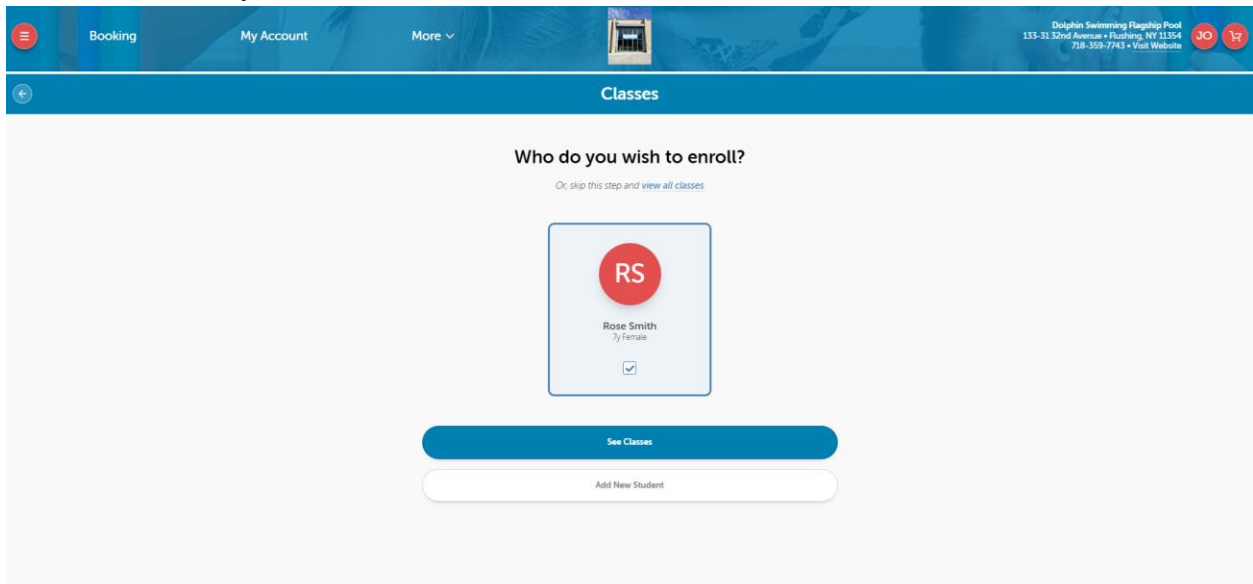 Booking
My Account
More
Dolphin Swimming Flagship Pool
133-31 32nd Avenue • Flushing, NY 11354
718-359-7743 • Visit Website
JO
Classes
Who do you wish to enroll?
Or, skip this step and view all classes
RS
Rose Smith
7y Female
See Classes
Add New Student